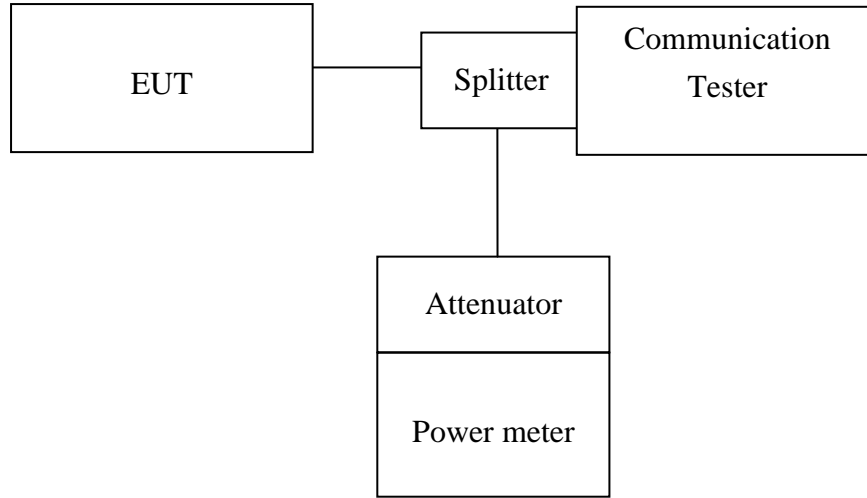 EUT
Splitter
Communication
Tester
Attenuator
Power meter